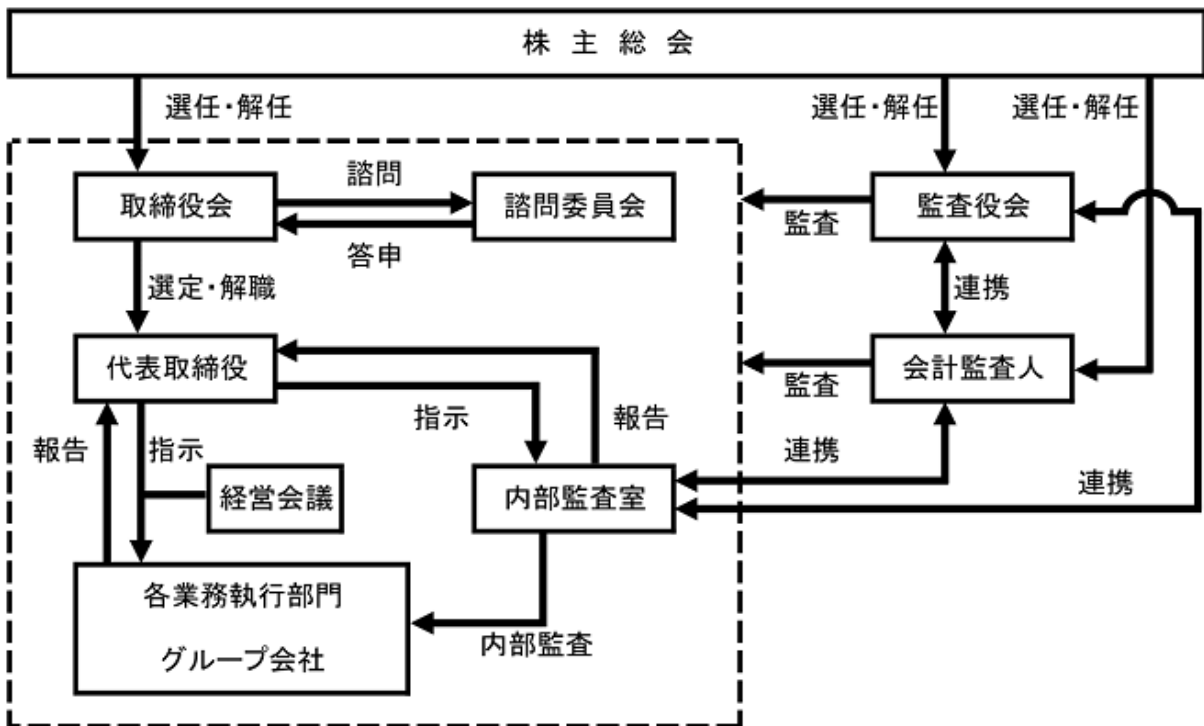 株主総会
選任・解任
選任・解任
選任・解任
諮問
取締役会
諮問委員会
監査役会
監査
答申
選定・解職
連携
代表取締役
会計監査人
監査
指示
報告
報告
指示
連携
経営会議
内部監査室
連携
各業務執行部門
グループ会社
内部監査